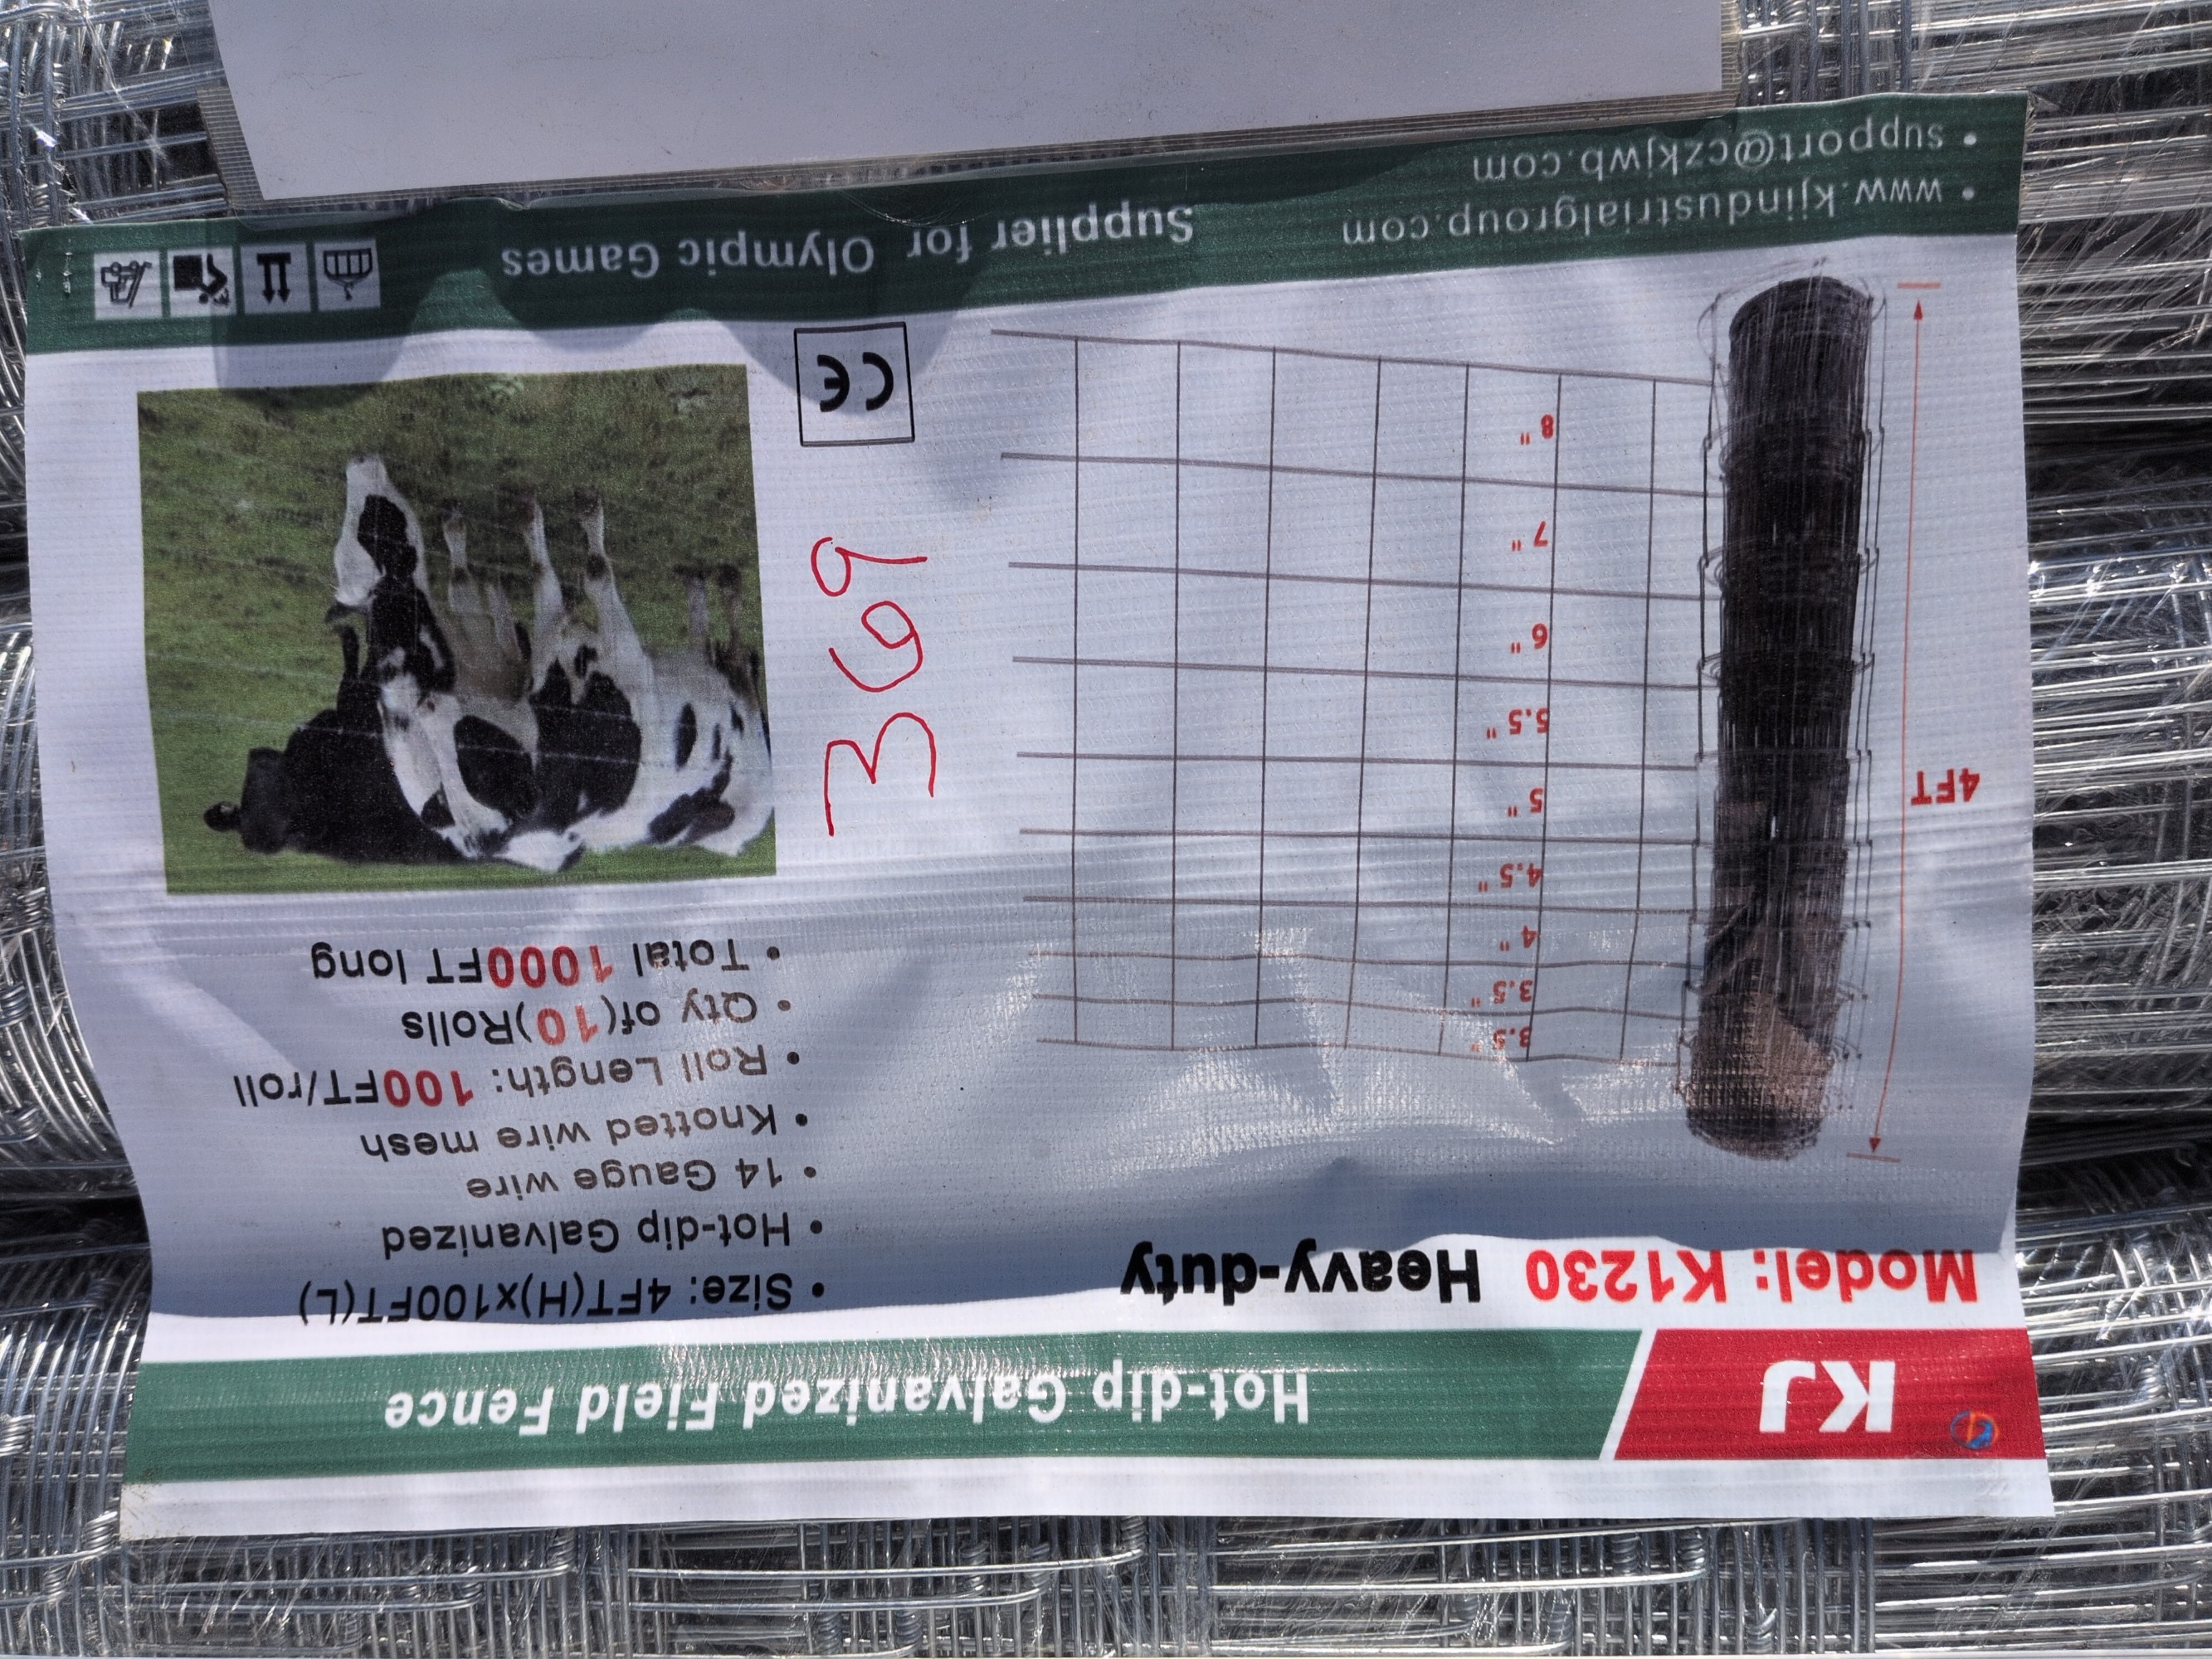 KJ
Hot-dip Galvanized Field Fence
Model: K1230 Heavy-duty
• Size: 4FT(H)x100FT(L)
• Hot-dip Galvanized
• 14 Gauge wire
• Knotted wire mesh
• Roll Length: 100FT/roll
• Qty of(10)Rolls
• Total 1000FT long
4FT
3.5"
3.5"
4"
4.5"
5"
5.5"
6"
7"
8"
369
CE
• www.kjindustrialgroup.com
• support@czkjwb.com
Supplier for Olympic Games